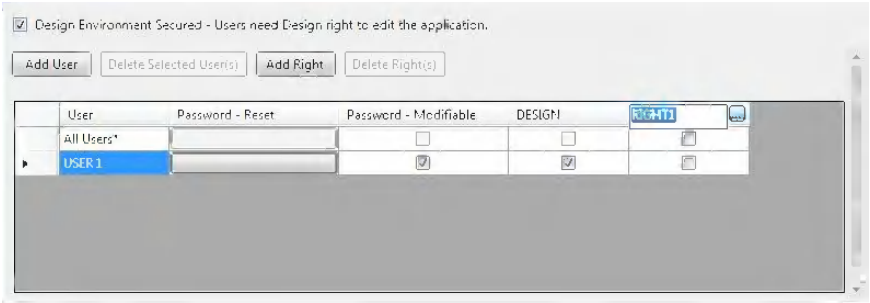 Design Environment Secured - Users need Design right to edit the application.
Add User Delete Selected User(s) Add Right Delete Right(s)
User Password - Reset Password - Modifiable DESIGN RIGHT1 ...
All Users*
USER 1